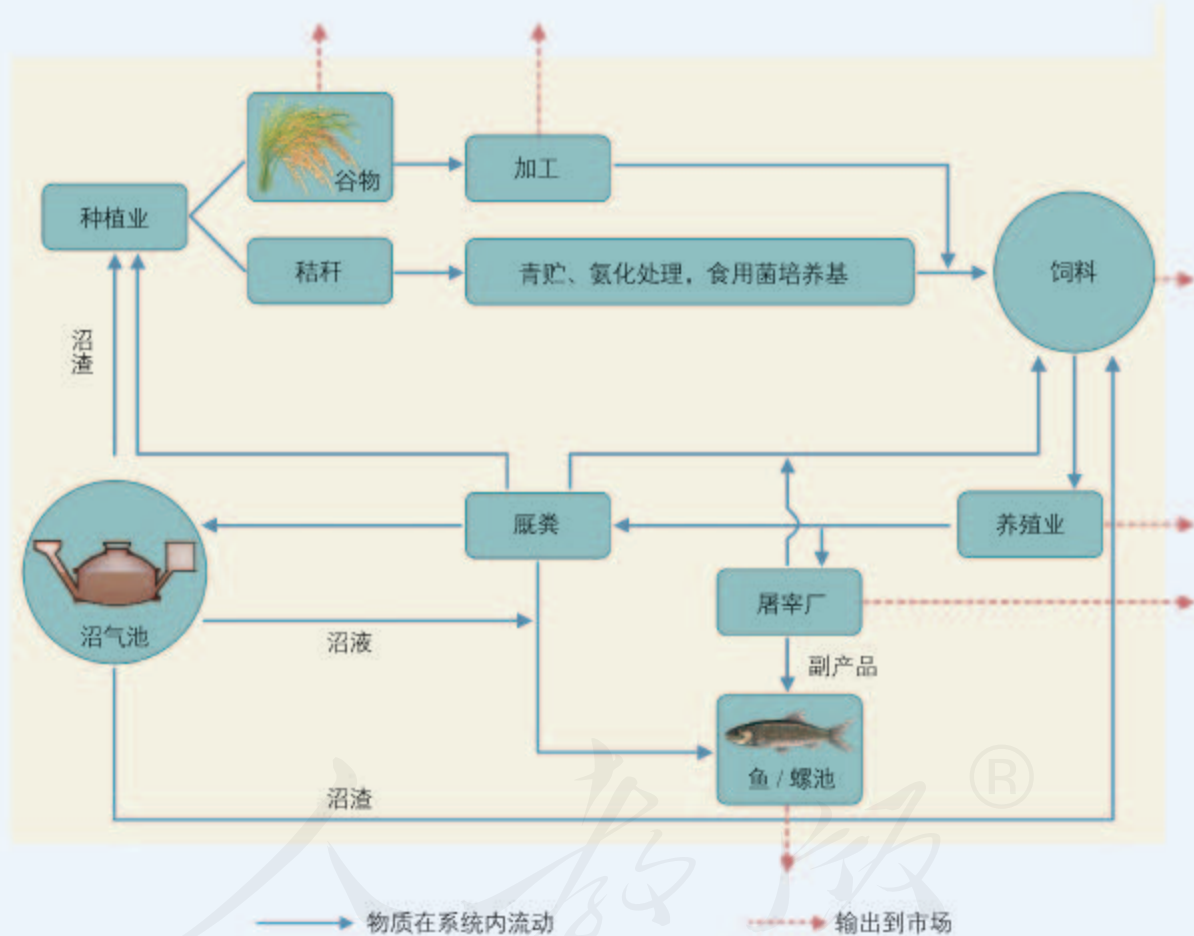 谷物
加工
种植业
秸秆
青贮、氨化处理，食用菌培养基
饲料
沼渣
厩粪
养殖业
屠宰厂
沼气池
沼液
副产品
鱼 / 螺池
沼渣
人教版®
物质在系统内流动
输出到市场